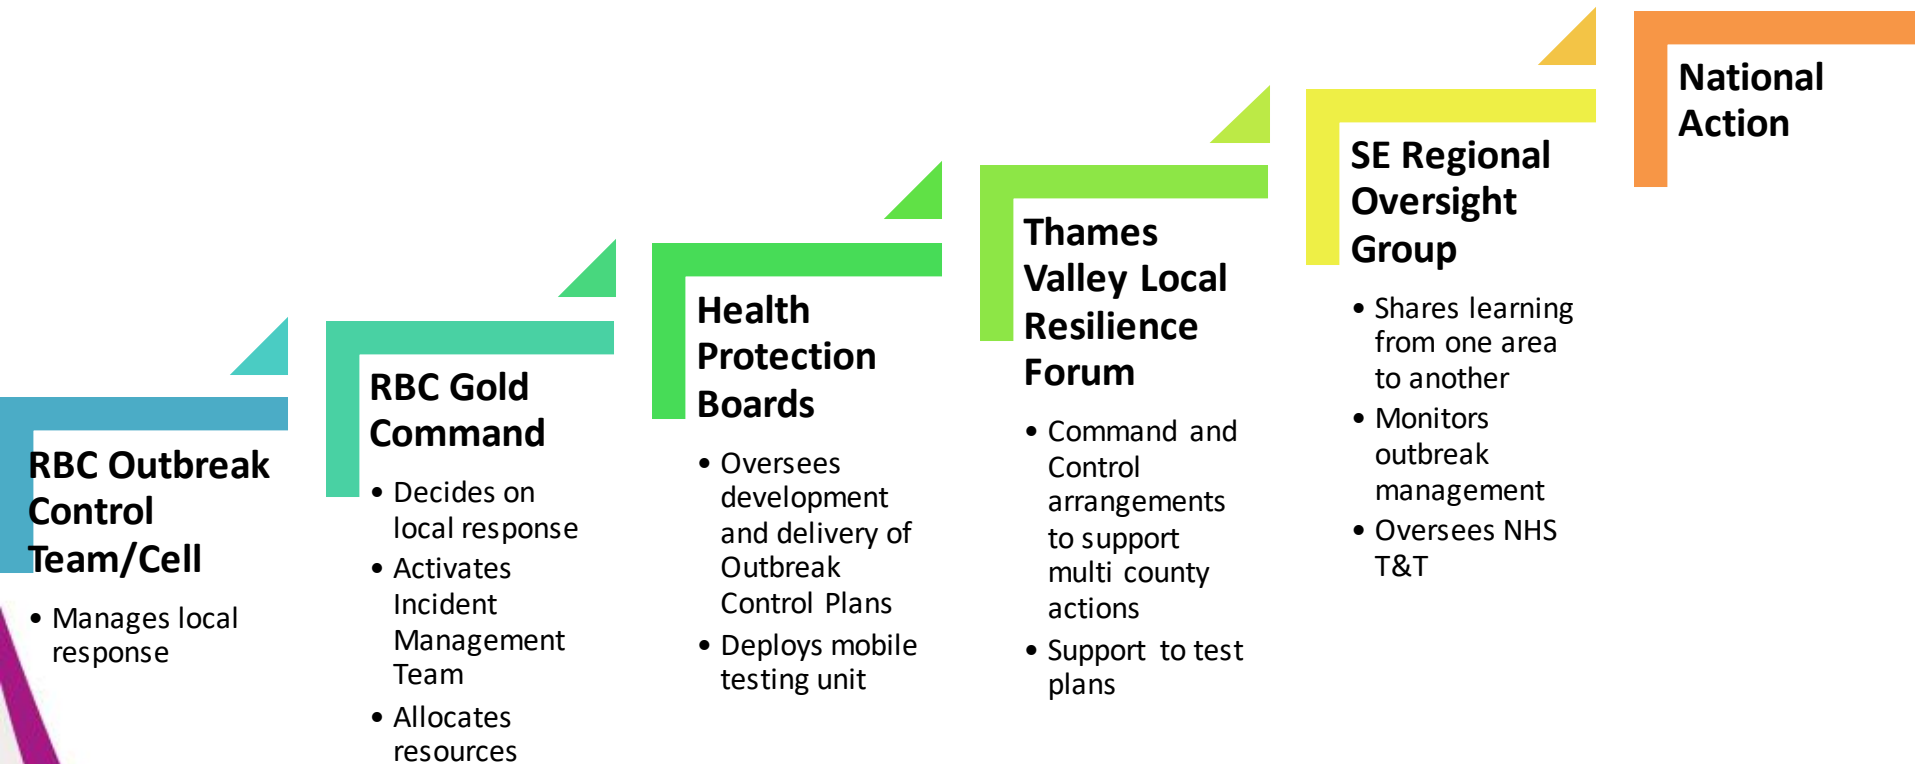 RBC Outbreak
Control
Team/Cell
• Manages local
response
RBC Gold
Command
• Decides on
local response
• Activates
Incident
Management
Team
• Allocates
resources
Health
Protection
Boards
• Oversees
development
and delivery of
Outbreak
Control Plans
• Deploys mobile
testing unit
Thames
Valley Local
Resilience
Forum
• Command and
Control
arrangements
to support
multi county
actions
• Support to test
plans
SE Regional
Oversight
Group
• Shares learning
from one area
to another
• Monitors
outbreak
management
• Oversees NHS
T&T
National
Action